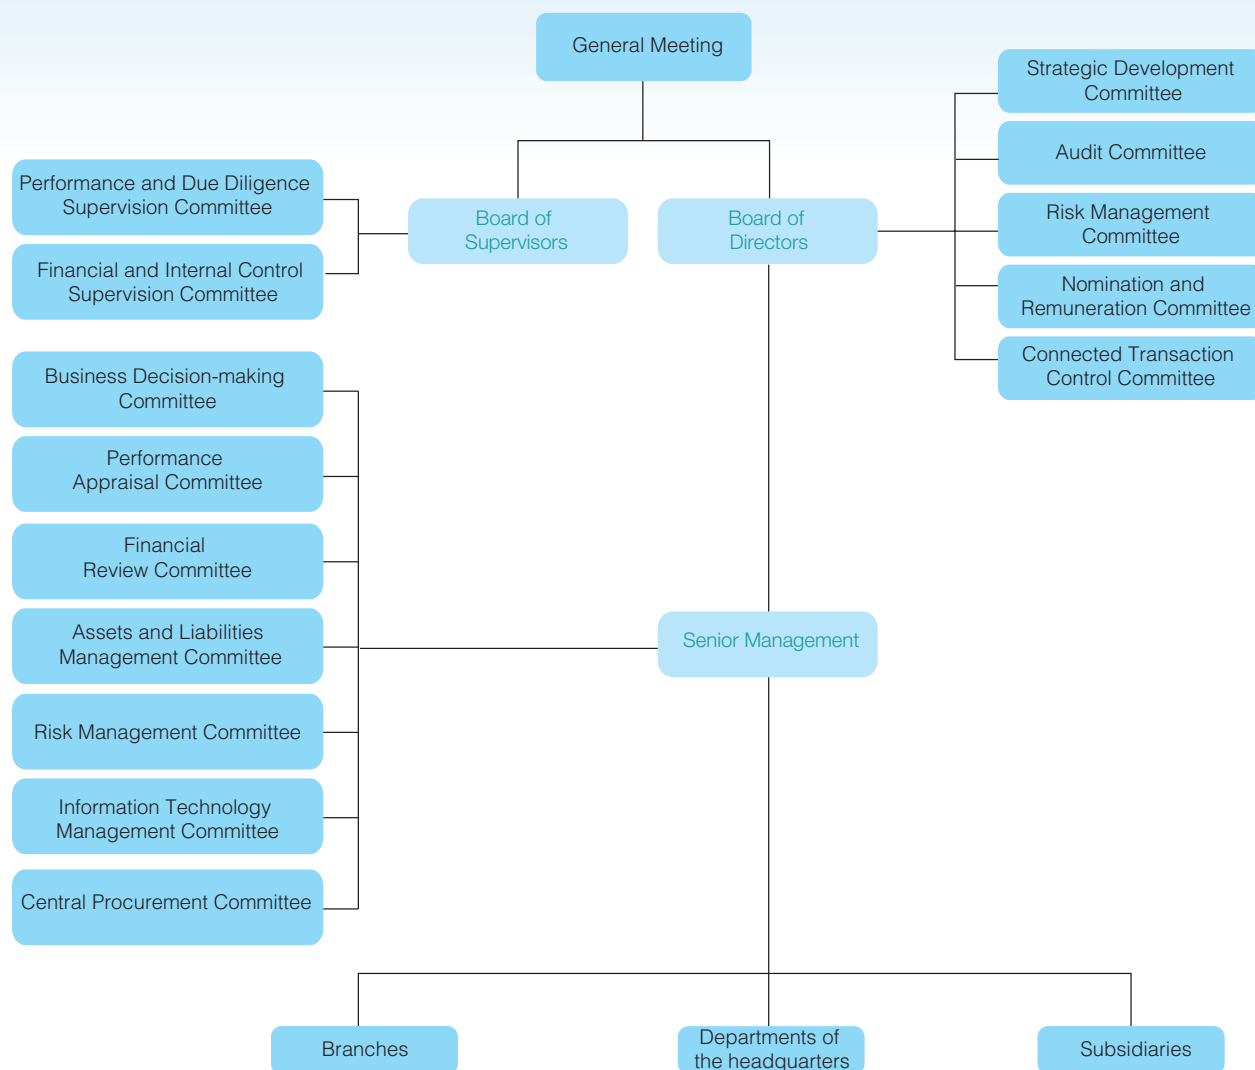 General Meeting
Strategic Development
Committee
Audit Committee
Performance and Due Diligence
Supervision Committee
Board of
Supervisors
Board of
Directors
Risk Management
Committee
Financial and Internal Control
Supervision Committee
Nomination and
Remuneration Committee
Connected Transaction
Control Committee
Business Decision-making
Committee
Performance
Appraisal Committee
Financial
Review Committee
Assets and Liabilities
Management Committee
Senior Management
Risk Management Committee
Information Technology
Management Committee
Central Procurement Committee
Branches
Departments of
the headquarters
Subsidiaries